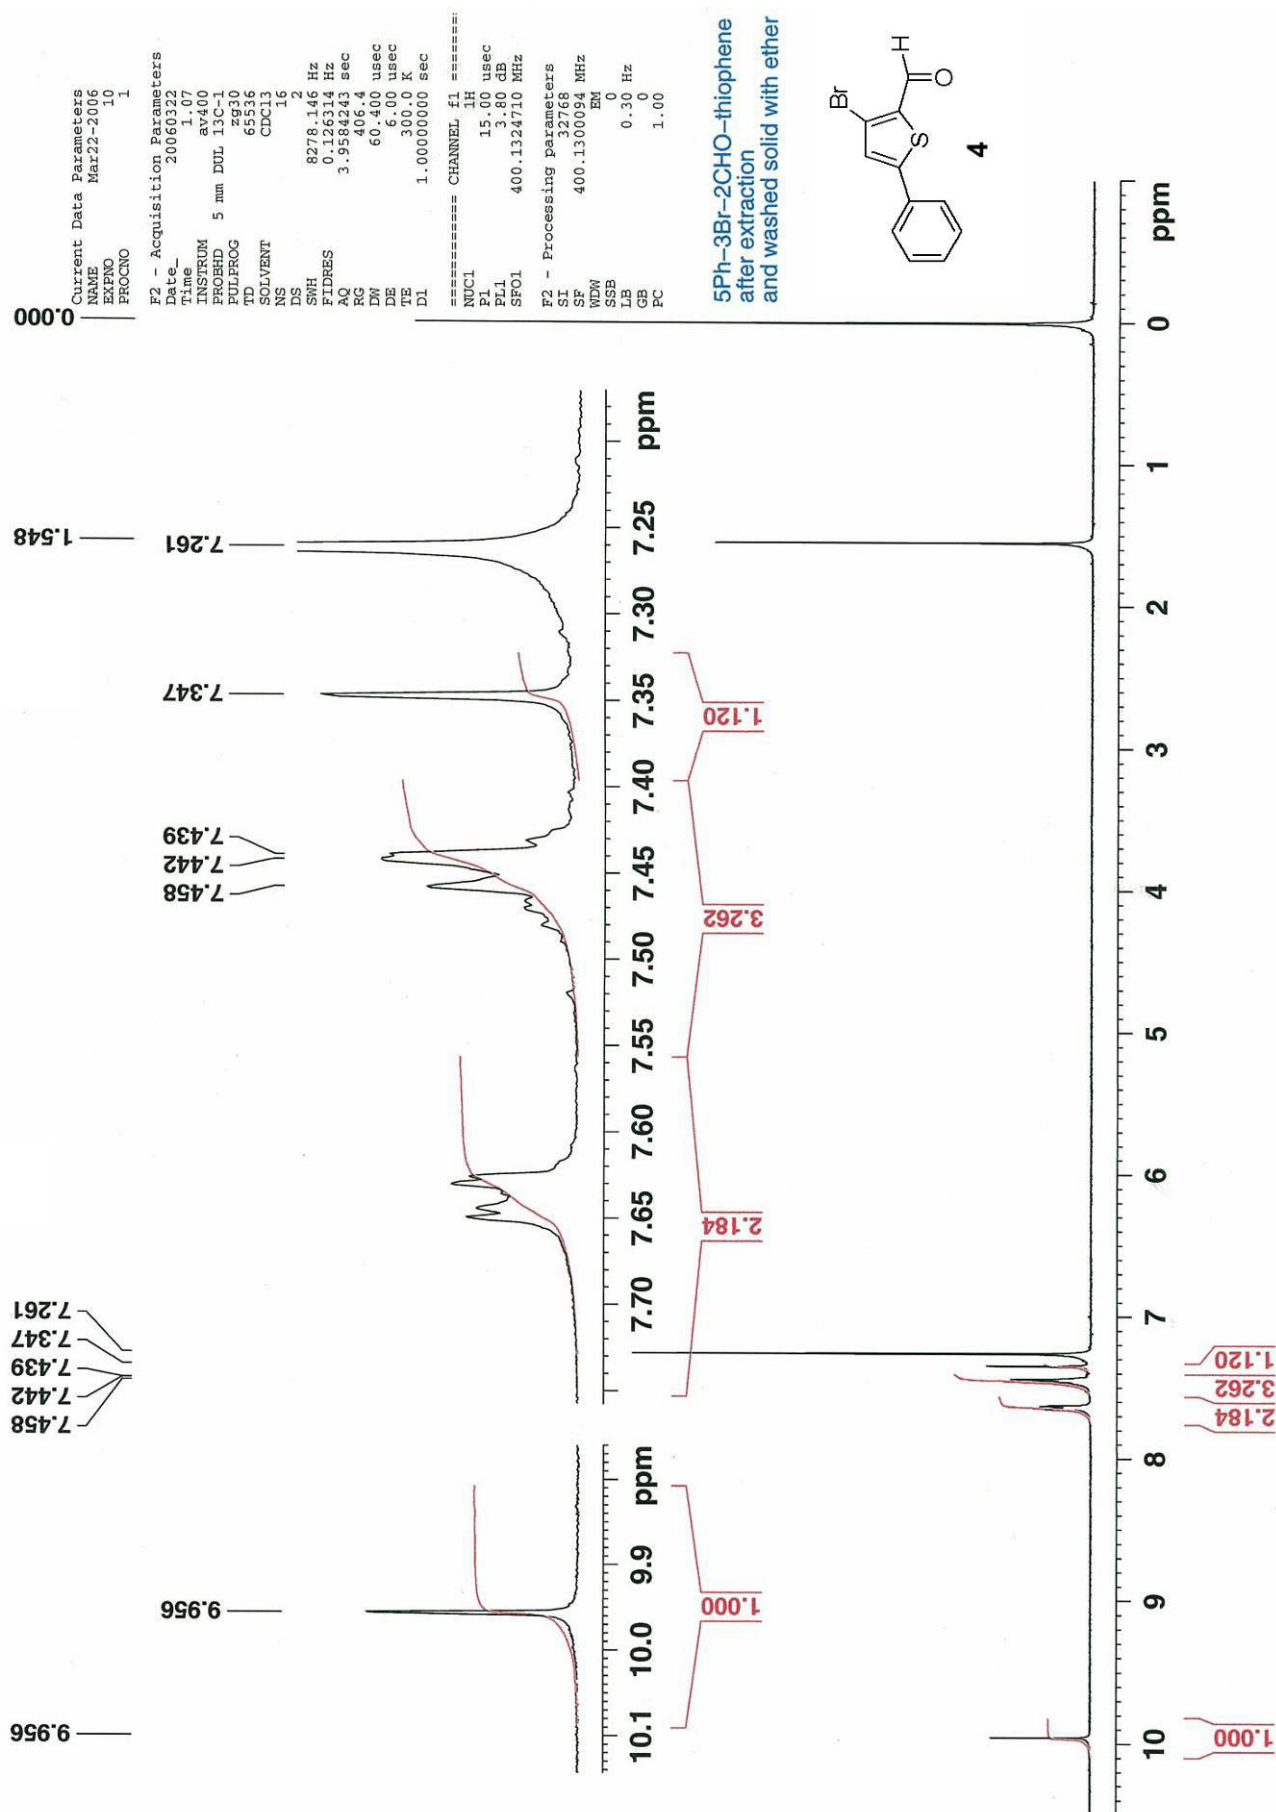 Current Data Parameters
NAME Mar22-2006
EXPNO 10
PROCNO 1
F2 - Acquisition Parameters
Date_ 20060322
Time 1.07
INSTRUM av400
PROBHD 5 mm DUL 13C-1
PULPROG zg30
TD 65536
SOLVENT CDCl3
NS 16
DS 2
SWH 8278.146 Hz
FIDRES 0.126314 Hz
AQ 3.9584243 sec
RG 406.4
DW 60.400 usec
DE 6.00 usec
TE 300.0 K
D1 1.00000000 sec
======== CHANNEL f1 ========
NUC1 1H
P1 15.00 usec
PL1 3.80 dB
SFO1 400.1324710 MHz
F2 - Processing parameters
SI 32768
SF 400.1300094 MHz
WDW EM
SSB 0
LB 0.30 Hz
GB 0
PC 1.00
5Ph-3Br-2CHO-thiophene
after extraction
and washed solid with ether
Br
H
S
O
4
9.956
7.458
7.442
7.439
7.347
7.261
1.548
0.000
9.956
7.458
7.442
7.439
7.347
7.261
10.1 10.0 9.9 ppm
7.70 7.65 7.60 7.55 7.50 7.45 7.40 7.35 7.30 7.25 ppm
1.000
2.184
3.262
1.120
10 9 8 7 6 5 4 3 2 1 0 ppm
1.000
2.184
3.262
1.120